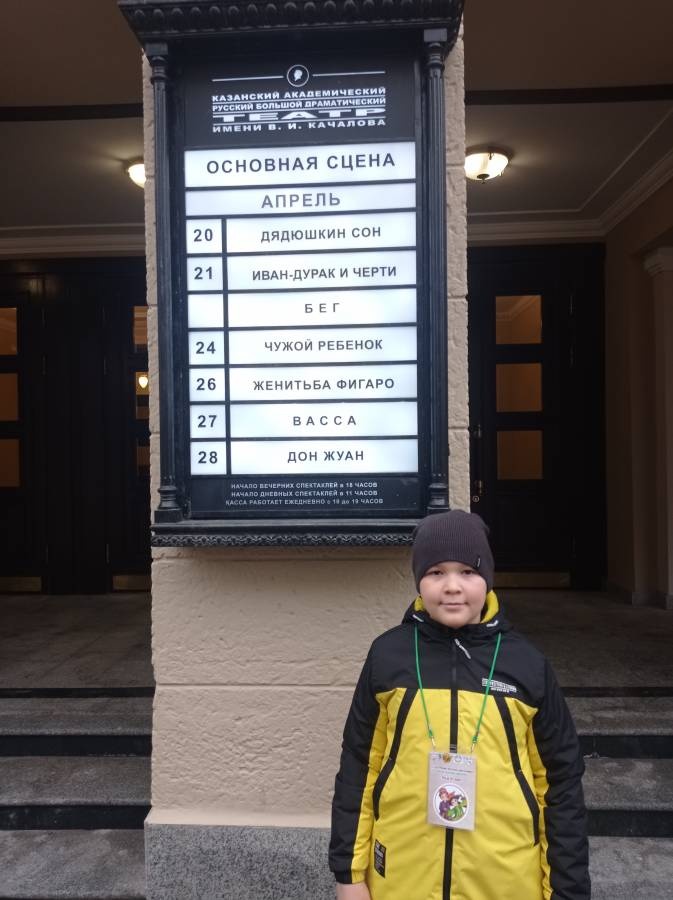 КАЗАНСКИЙ АКАДЕМИЧЕСКИЙ
РУССКИЙ БОЛЬШОЙ ДРАМАТИЧЕСКИЙ
ТЕАТР
ИМЕНИ В. И. КАЧАЛОВА
ОСНОВНАЯ СЦЕНА
АПРЕЛЬ
20 ДЯДЮШКИН СОН
21 ИВАН-ДУРАК И ЧЕРТИ
БЕГ
24 ЧУЖОЙ РЕБЕНОК
26 ЖЕНИТЬБА ФИГАРО
27 ВАССА
28 ДОН ЖУАН
НАЧАЛО ВЕЧЕРНИХ СПЕКТАКЛЕЙ в 18 ЧАСОВ
НАЧАЛО ДНЕВНЫХ СПЕКТАКЛЕЙ в 11 ЧАСОВ
КАССА РАБОТАЕТ ЕЖЕДНЕВНО с 10 до 19 ЧАСОВ